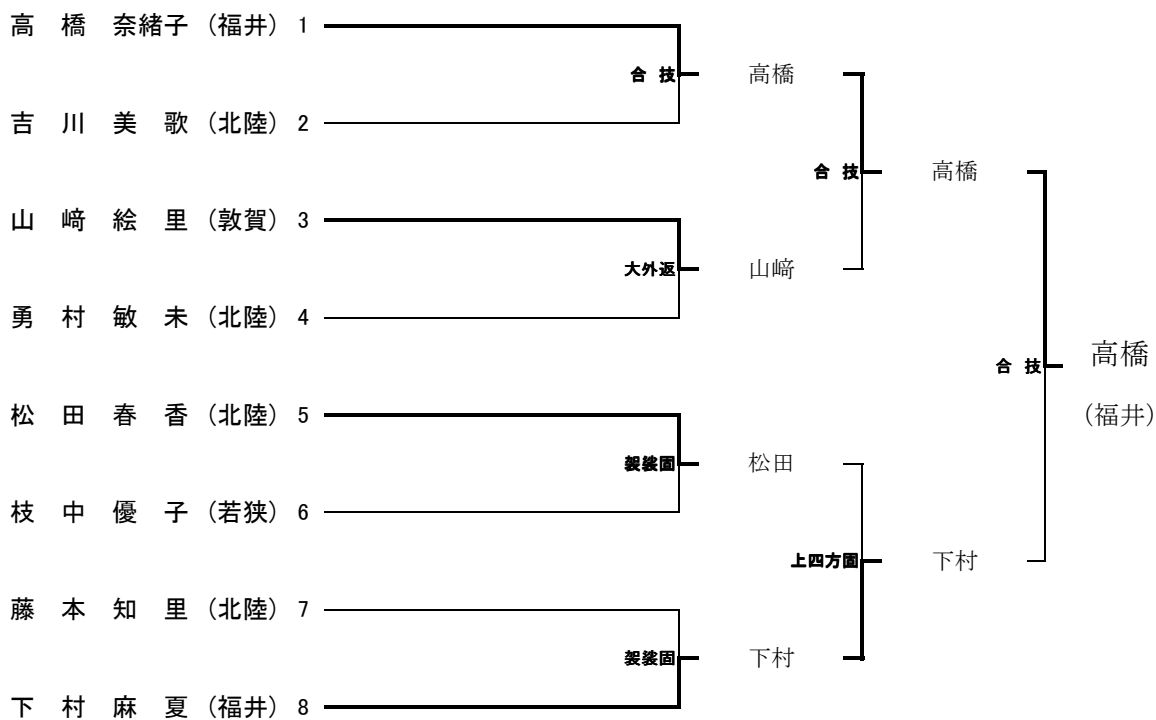 高橋奈緒子（福井） 1
合技 高橋
吉川美歌（北陸） 2
合技 高橋
山﨑絵里（敦賀） 3
大外返 山﨑
勇村敏未（北陸） 4
合技 高橋
（福井）
松田春香（北陸） 5
袈裟固 松田
枝中優子（若狭） 6
上四方固 下村
藤本知里（北陸） 7
袈裟固 下村
下村麻夏（福井） 8